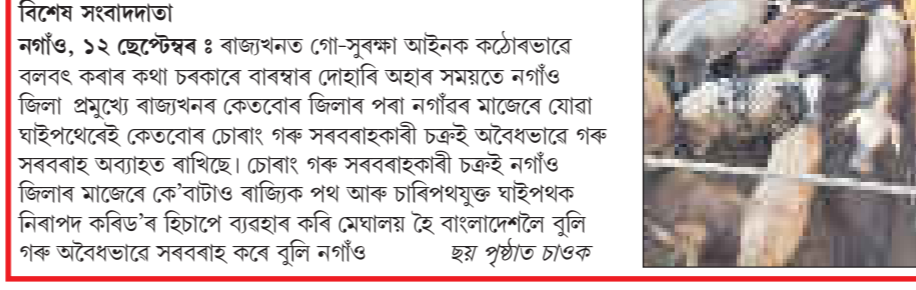 বিশেষ সংবাদদাতা
নগাঁও, ১২ ছেপ্টেম্বৰ ঃ ৰাজ্যখনত গো-সুৰক্ষা আইনক কঠোৰভাৱে
বলবৎ কৰাৰ কথা চৰকাৰে বাৰম্বাৰ দোহাৰি অহাৰ সময়তে নগাঁও
জিলা প্ৰমুখ্যে ৰাজ্যখনৰ কেতবোৰ জিলাৰ পৰা নগাঁৱৰ মাজেৰে যোৱা
ঘাইপথেৰেই কেতবোৰ চোৰাং গৰু সৰবৰাহকাৰী চক্ৰই অবৈধভাৱে গৰু
সৰবৰাহ অব্যাহত ৰাখিছে। চোৰাং গৰু সৰবৰাহকাৰী চক্ৰই নগাঁও
জিলাৰ মাজেৰে কে'বাটাও ৰাজ্যিক পথ আৰু চাৰিপথযুক্ত ঘাইপথক
নিৰাপদ কৰিড'ৰ হিচাপে ব্যৱহাৰ কৰি মেঘালয় হৈ বাংলাদেশলৈ বুলি
গৰু অবৈধভাৱে সৰবৰাহ কৰে বুলি নগাঁও ছয় পৃষ্ঠাত চাওক